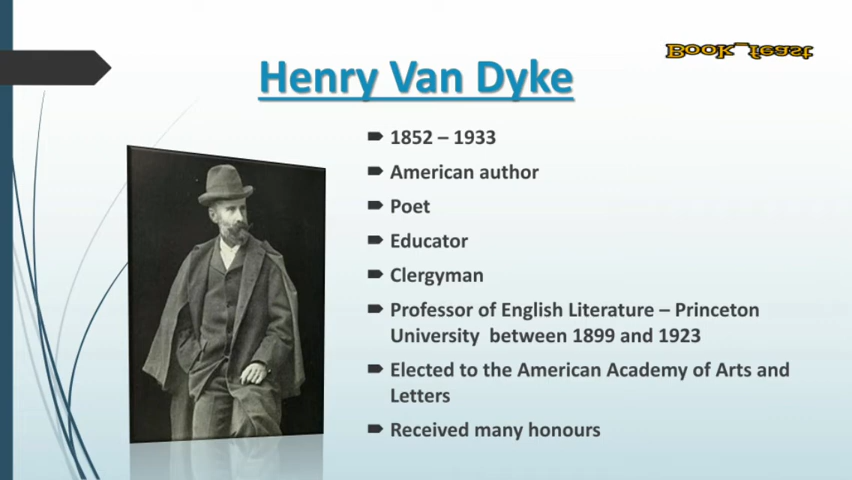 Book_feast
Henry Van Dyke
1852 – 1933
American author
Poet
Educator
Clergyman
Professor of English Literature – Princeton
University between 1899 and 1923
Elected to the American Academy of Arts and
Letters
Received many honours